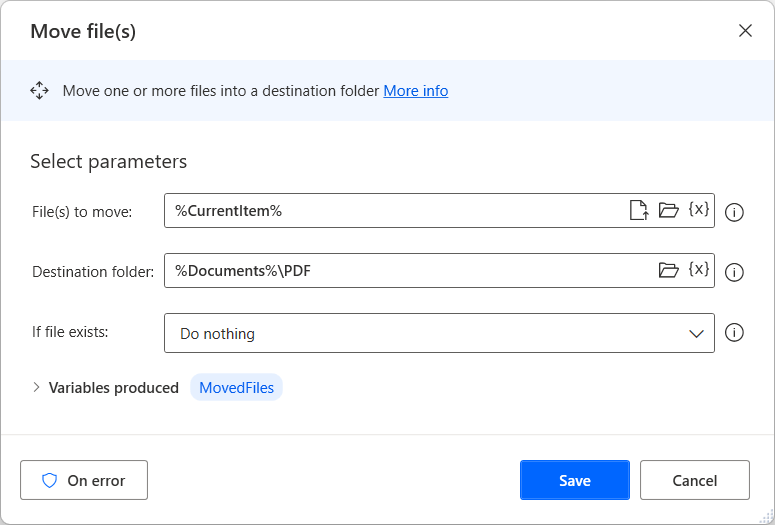 Move file(s)
Move one or more files into a destination folder More info
Select parameters
File(s) to move: %CurrentItem% {x}
Destination folder: %Documents%\PDF {x}
If file exists: Do nothing
Variables produced MovedFiles
On error Save Cancel